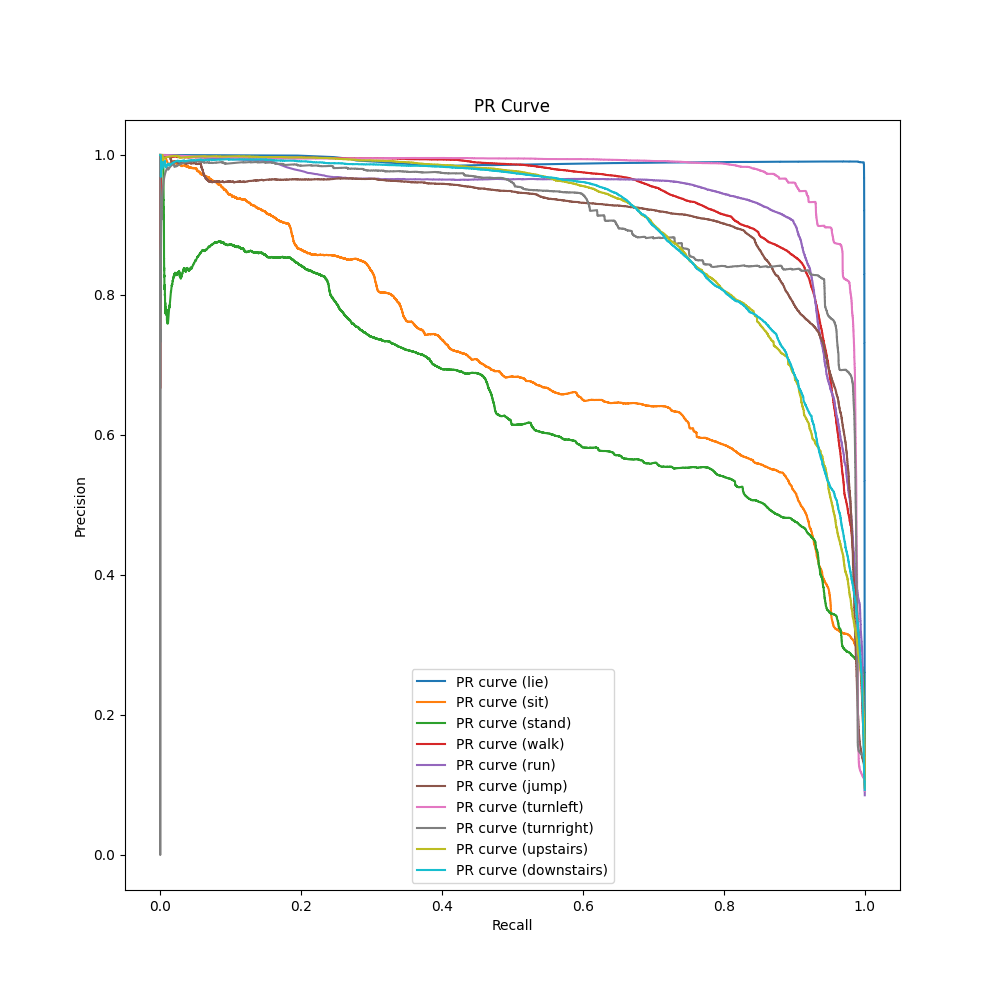 PR Curve
1.0
0.8
0.6
0.4
0.2
0.0
Precision
PR curve (lie)
PR curve (sit)
PR curve (stand)
PR curve (walk)
PR curve (run)
PR curve (jump)
PR curve (turnleft)
PR curve (turnright)
PR curve (upstairs)
PR curve (downstairs)
0.0 0.2 0.4 0.6 0.8 1.0
Recall